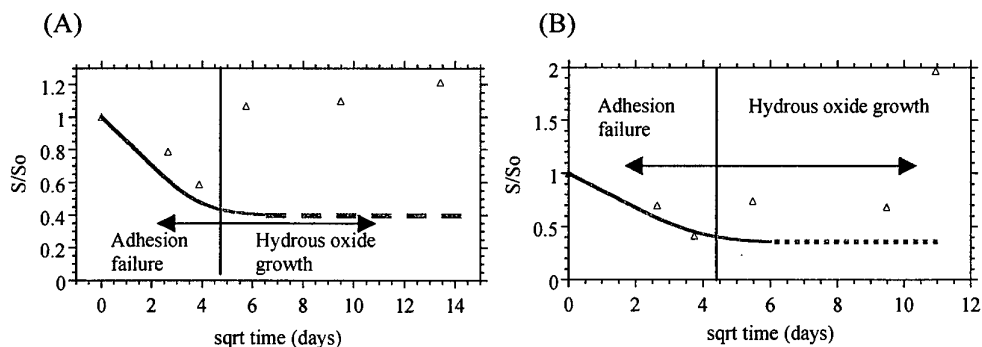 (A)
1.2
1
0.8
0.6
0.4
0.2
0
S/So
Adhesion
failure
Hydrous oxide
growth
0 2 4 6 8 10 12 14
sqrt time (days)
(B)
2
1.5
1
0.5
0
S/So
Adhesion
failure
Hydrous oxide growth
0 2 4 6 8 10 12
sqrt time (days)